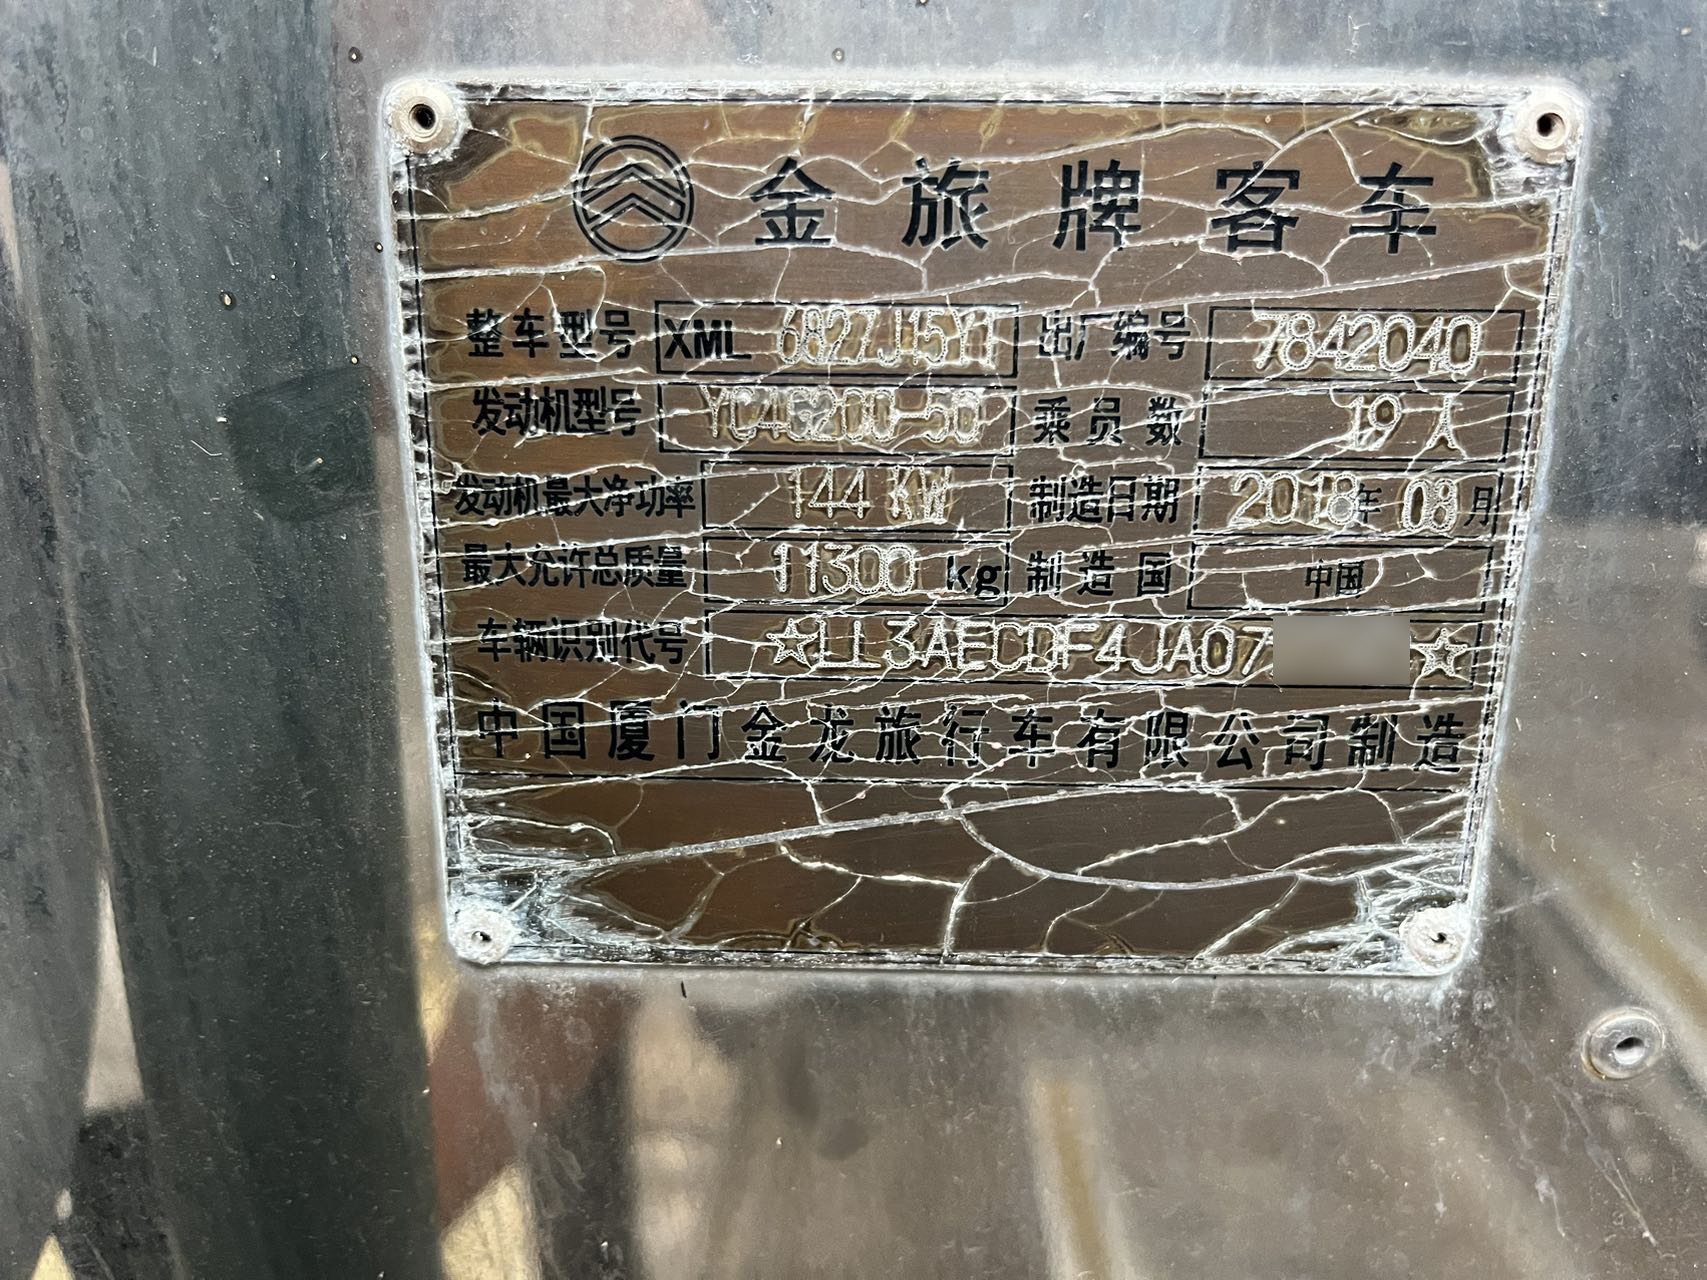 金旅牌客车
整车型号 XML 6827J15Y1 出厂编号 7842040
发动机型号 YC4G200-50 乘员数 19人
发动机最大净功率 144 KW 制造日期 2018年 08月
最大允许总质量 11300 kg 制造国 中国
车辆识别代号 ☆LL3AECDF4JA07 ☆
中国厦门金龙旅行车有限公司制造